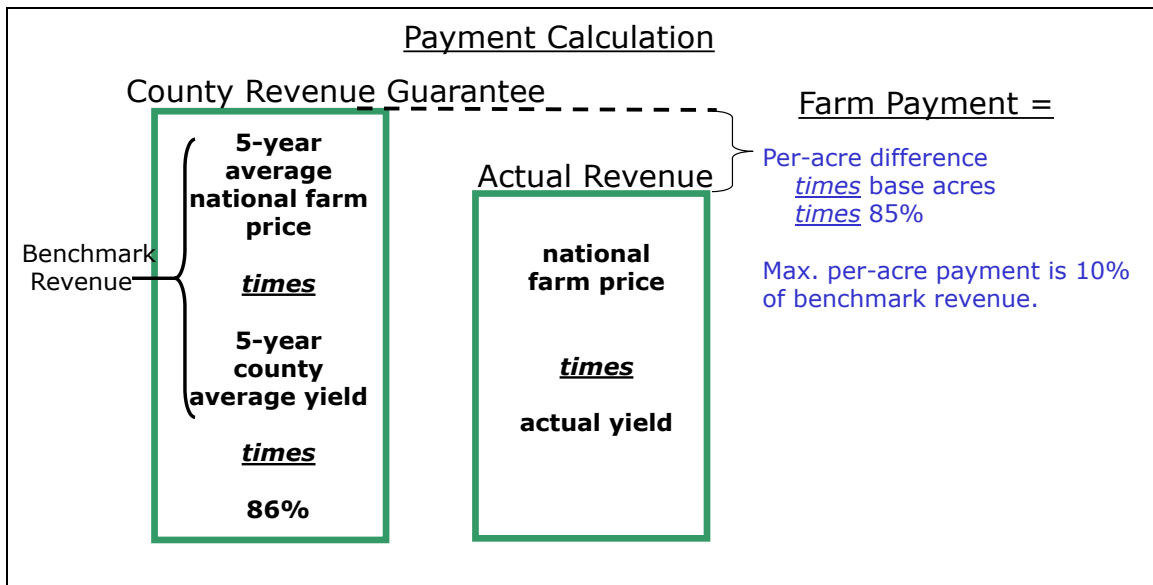 Payment Calculation
County Revenue Guarantee
5-year
average
national farm
price
times
5-year
county
average yield
times
86%
Benchmark
Revenue
Actual Revenue
national
farm price
times
actual yield
Farm Payment =
Per-acre difference
times base acres
times 85%
Max. per-acre payment is 10%
of benchmark revenue.